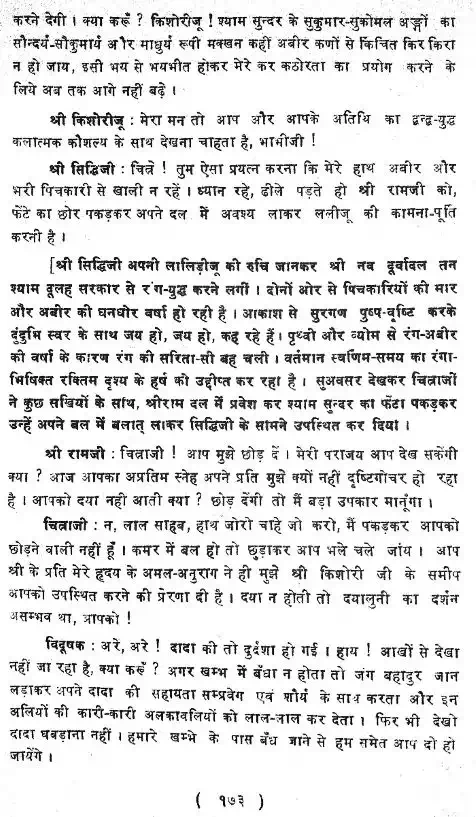 करने देगी । क्या करूँ ? किशोरीजू ! श्याम सुन्दर के सुकुमार-सुकोमल अङ्गों का
सौन्दर्य-सौकुमार्य और माधुर्य रूपी मक्खन कहीं अबीर कणों से किंचित किर किरा
न हो जाय, इसी भय से भयभीत होकर मेरे कर कठोरता का प्रयोग करने के
लिये अब तक आगे नहीं बढ़े ।
श्री किशोरीजू : मेरा मन तो आप और आपके अतिथि का द्वन्द्व-युद्ध
कलात्मक कौशल्य के साथ देखना चाहता है, भाभीजी !
श्री सिद्धिजी : चित्रे ! तुम ऐसा प्रयत्न करना कि मेरे हाथ अबीर और
भरी पिचकारी से खाली न रहें । ध्यान रहे, ढीले पड़ते ही श्री रामजी को,
फेंटे का छोर पकड़कर अपने दल में अवश्य लाकर ललीजू की कामना-पूर्ति
करनी है ।
[श्री सिद्धिजी अपनी लालिड़ीजू की रुचि जानकर श्री नव दूर्वादल तन
श्याम दूलह सरकार से रंग-युद्ध करने लगीं । दोनों ओर से पिचकारियों की मार
और अबीर की घनघोर वर्षा हो रही है । आकाश से सुरगण पुष्प-वृष्टि करके
दुंदुभि स्वर के साथ जय हो, जय हो, कह रहे हैं । पृथ्वी और व्योम से रंग-अबीर
की वर्षा के कारण रंग की सरिता-सी बह चली । वर्तमान स्वर्णिम-समय का रंगा-
भिषिक्त रक्तिम दृश्य के हर्ष को उद्दीप्त कर रहा है । सुअवसर देखकर चित्राजी
ने कुछ सखियों के साथ, श्रीराम दल में प्रवेश कर श्याम सुन्दर का फेंटा पकड़कर
उन्हें अपने बल में बलात् लाकर सिद्धिजी के सामने उपस्थित कर दिया ।
श्री रामजी : चित्राजी ! आप मुझे छोड़ दें । मेरी पराजय आप देख सकेंगी
क्या ? आज आपका अप्रतिम स्नेह अपने प्रति मुझे क्यों नहीं दृष्टिगोचर हो रहा
है । आपको दया नहीं आती क्या ? छोड़ देंगी तो मैं बड़ा उपकार मानूंगा ।
चित्राजी : न, लाल साहब, हाथ जोरो चाहे जो करो, मैं पकड़कर आपको
छोड़ने वाली नहीं हूँ । कमर में बल हो तो छुड़ाकर आप भले चले जांय । आप
श्री के प्रति मेरे हृदय के अमल-अनुराग ने ही मुझे श्री किशोरी जी के समीप
आपको उपस्थित करने की प्रेरणा दी है । दया न होती तो दयालुनी का दर्शन
असम्भव था, आपको !
विदूषक : अरे, अरे ! दादा की तो दुर्दशा हो गई । हाय ! आखों से देखा
नहीं जा रहा है, क्या करूँ ? अगर खम्भ में बँधा न होता तो जंग बहादुर जान
लड़ाकर अपने दादा की सहायता सम्प्रवेग एवं शौर्य के साथ करता और इन
अलियों की कारी-कारी अलकावलियों को लाल-लाल कर देता । फिर भी देखो
दादा घबड़ाना नहीं । हमारे खम्भे के पास बँध जाने से हम समेत आप दो हो
जायेंगे ।
( १७३ )